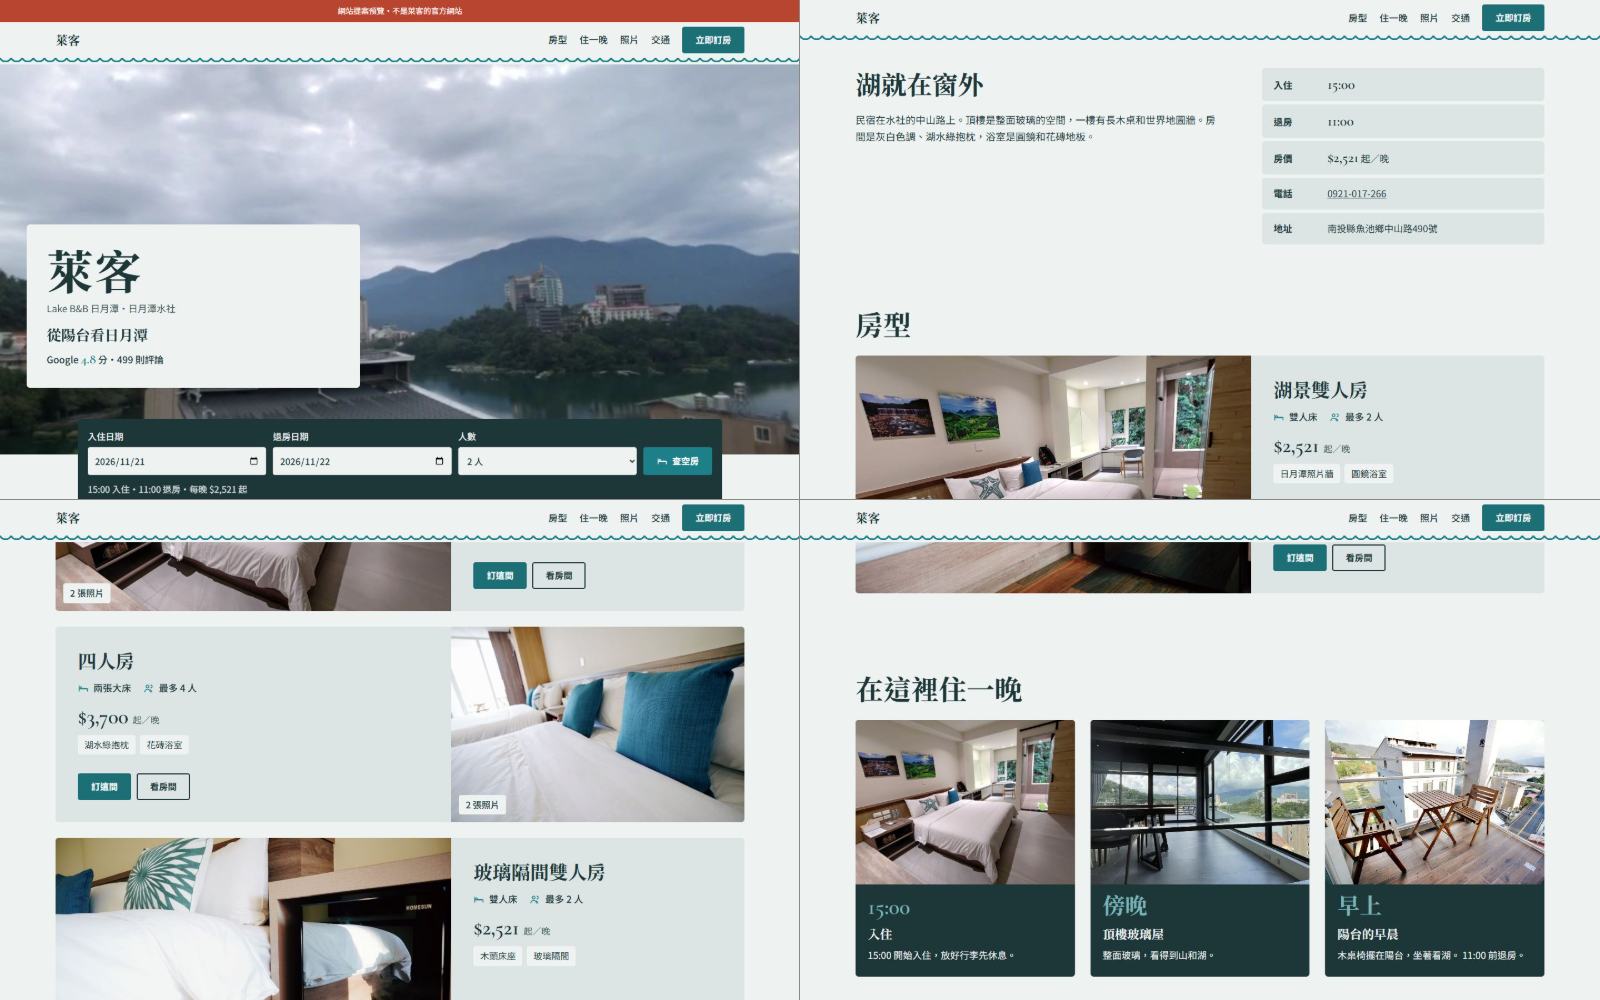 網站提案預覽・不是萊客的官方網站
萊客
房型 住一晚 照片 交通 立即訂房
萊客
Lake B&B 日月潭・日月潭水社
從陽台看日月潭
Google 4.8 分・499 則評論
入住日期 退房日期 人數
2026/11/21 2026/11/22 2 人 查空房
15:00 入住・11:00 退房・每晚 $2,521 起
萊客
房型 住一晚 照片 交通 立即訂房
湖就在窗外
民宿在水社的中山路上。頂樓是整面玻璃的空間，一樓有長木桌和世界地圖牆。房
間是灰白色調、湖水綠抱枕，浴室是圓鏡和花磚地板。
入住 15:00
退房 11:00
房價 $2,521 起／晚
電話 0921-017-266
地址 南投縣魚池鄉中山路490號
房型
湖景雙人房
雙人床 最多 2 人
$2,521 起／晚
日月潭照片牆 圓鏡浴室
萊客
房型 住一晚 照片 交通 立即訂房
2 張照片
訂這間 看房間
四人房
兩張大床 最多 4 人
$3,700 起／晚
湖水綠抱枕 花磚浴室
訂這間 看房間
2 張照片
HOMESUN
玻璃隔間雙人房
雙人床 最多 2 人
$2,521 起／晚
木頭床座 玻璃隔間
萊客
房型 住一晚 照片 交通 立即訂房
訂這間 看房間
在這裡住一晚
15:00
入住
15:00 開始入住，放好行李先休息。
傍晚
頂樓玻璃屋
整面玻璃，看得到山和湖。
早上
陽台的早晨
木桌椅擺在陽台，坐著看湖。 11:00 前退房。